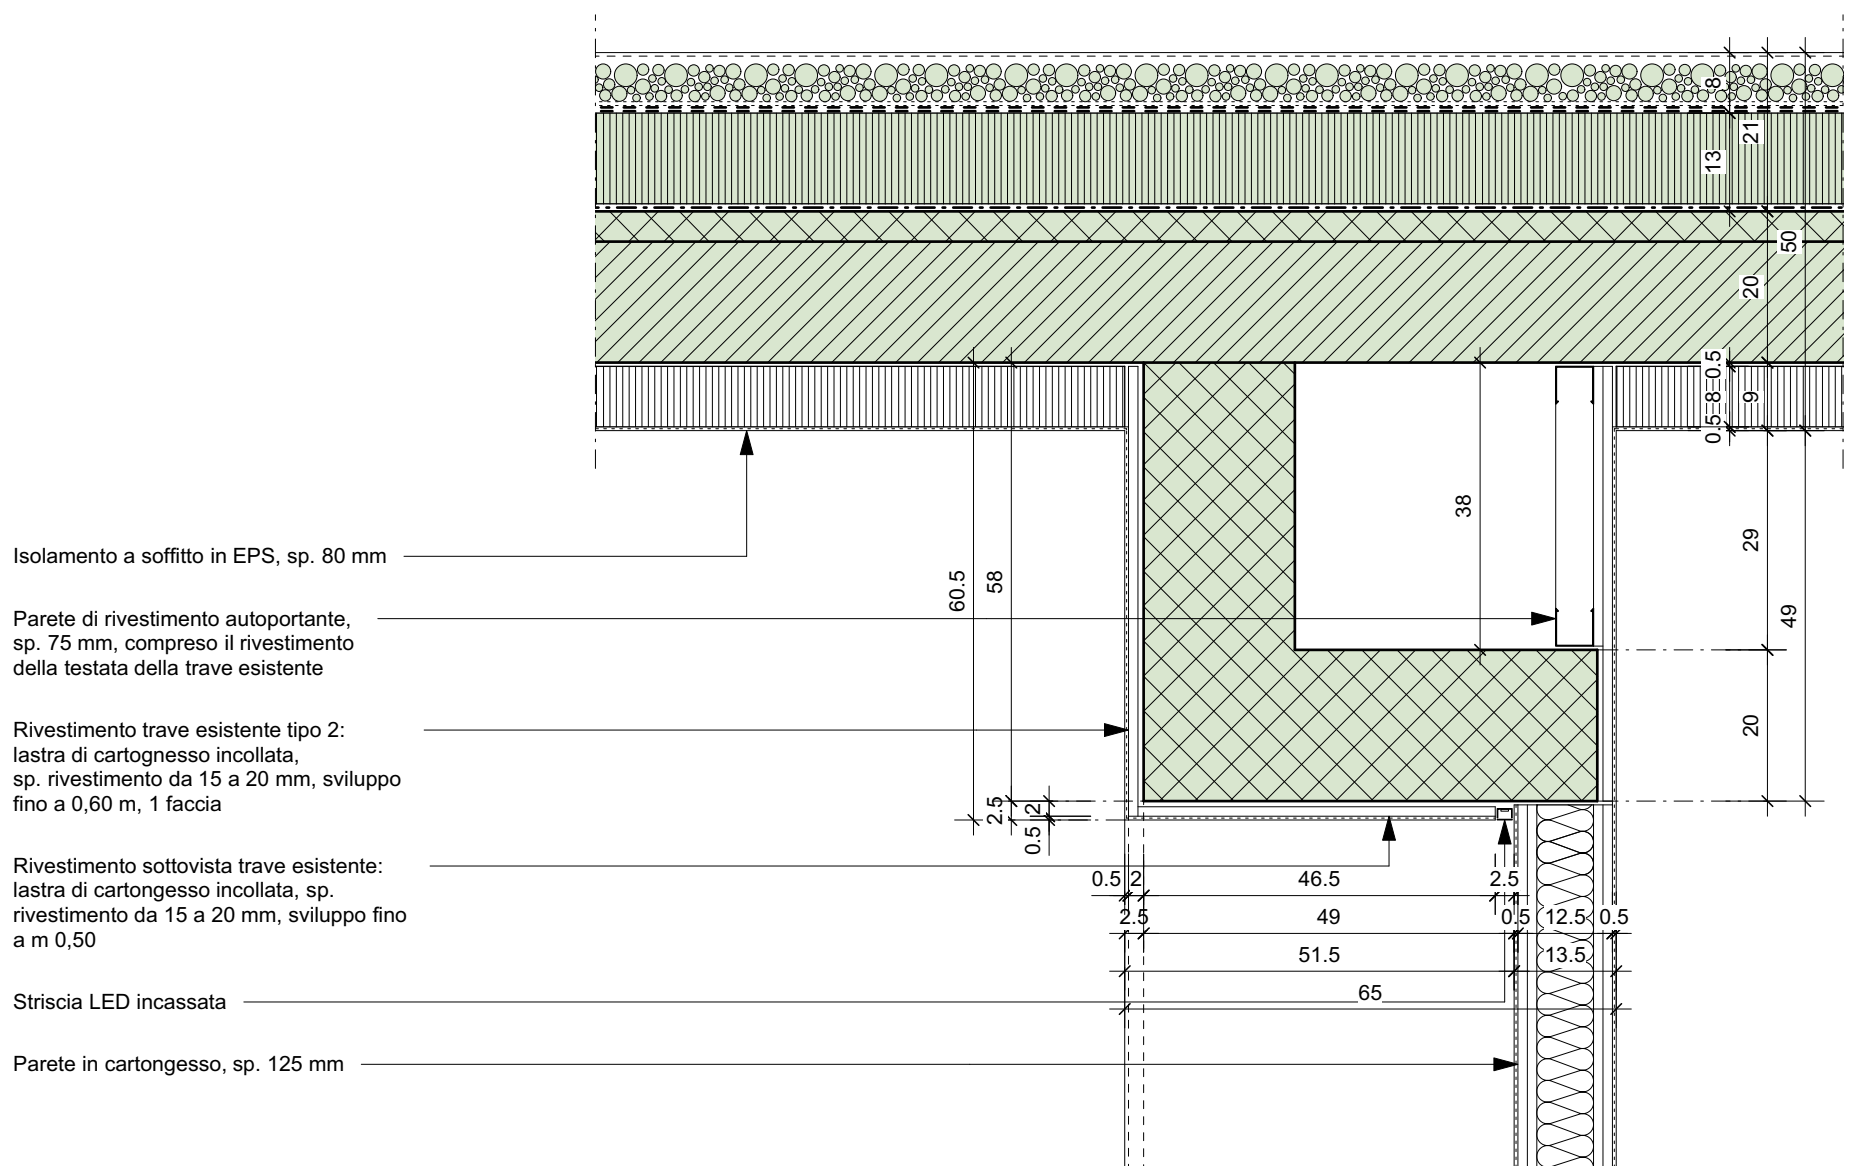 8
21
13
50
20
0.5
8
9
0.5
38
Isolamento a soffitto in EPS, sp. 80 mm
29
60.5
58
Parete di rivestimento autoportante,
sp. 75 mm, compreso il rivestimento
della testata della trave esistente
49
Rivestimento trave esistente tipo 2:
lastra di cartognesso incollata,
sp. rivestimento da 15 a 20 mm, sviluppo
fino a 0,60 m, 1 faccia
20
2.5
2
0.5
Rivestimento sottovista trave esistente:
lastra di cartongesso incollata, sp.
rivestimento da 15 a 20 mm, sviluppo fino
a m 0,50
0.5 2 46.5 2.5
2.5 49 0.5 12.5 0.5
51.5 13.5
65
Striscia LED incassata
Parete in cartongesso, sp. 125 mm